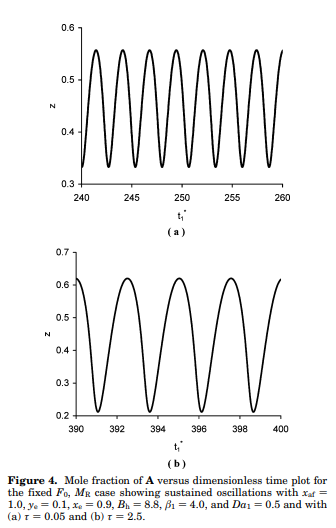 0.6
0.5
z
0.4
0.3
240 245 250 255 260
t₁*
( a )
0.7
0.6
0.5
z
0.4
0.3
0.2
390 392 394 396 398 400
t₁*
( b )
Figure 4. Mole fraction of A versus dimensionless time plot for
the fixed F₀, M_R case showing sustained oscillations with x_af =
1.0, yₑ = 0.1, xₑ = 0.9, Bₕ = 8.8, β₁ = 4.0, and Da₁ = 0.5 and with
(a) τ = 0.05 and (b) τ = 2.5.